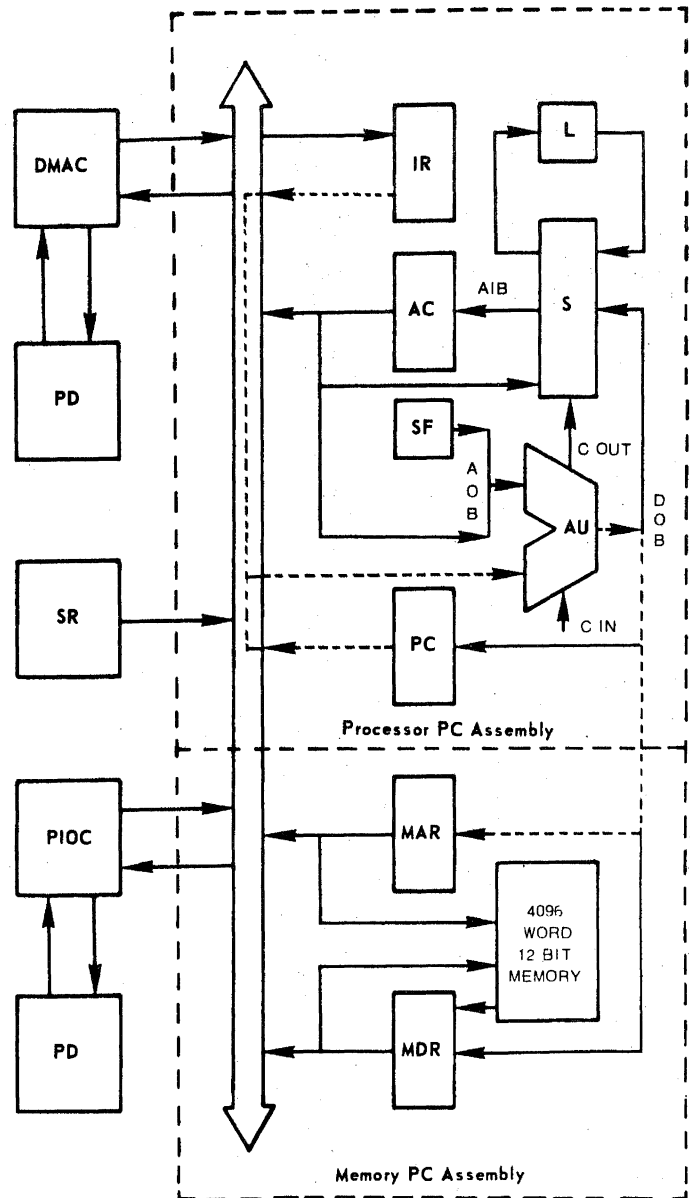 DMAC
IR
L
AC
AIB
S
PD
SF
C OUT
A
O
B
AU
D
O
B
SR
PC
C IN
Processor PC Assembly
PIOC
MAR
4096
WORD
12 BIT
MEMORY
PD
MDR
Memory PC Assembly